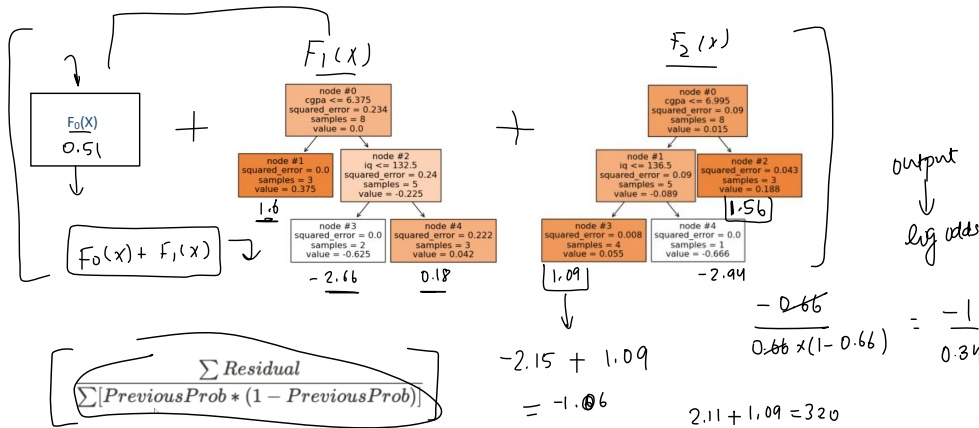 F₁(x)
F₂(x)
F₀(X)
0.51
+
node #0
cgpa <= 6.375
squared_error = 0.234
samples = 8
value = 0.0
node #1
squared_error = 0.0
samples = 3
value = 0.375
1.6
node #2
iq <= 132.5
squared_error = 0.24
samples = 5
value = -0.225
node #3
squared_error = 0.0
samples = 2
value = -0.625
-2.66
node #4
squared_error = 0.222
samples = 3
value = 0.042
0.18
+
node #0
cgpa <= 6.995
squared_error = 0.09
samples = 8
value = 0.015
node #1
iq <= 136.5
squared_error = 0.09
samples = 5
value = -0.089
node #2
squared_error = 0.043
samples = 3
value = 0.188
1.56
node #3
squared_error = 0.008
samples = 4
value = 0.055
1.09
node #4
squared_error = 0.0
samples = 1
value = -0.666
-2.94
output
log odds
F₀(x) + F₁(x)
∑ Residual
∑[PreviousProb * (1 − PreviousProb)]
-2.15 + 1.09
= -1.06
- 0.66
0.66 x(1- 0.66)
= -1
0.34
2.11 + 1.09 = 320